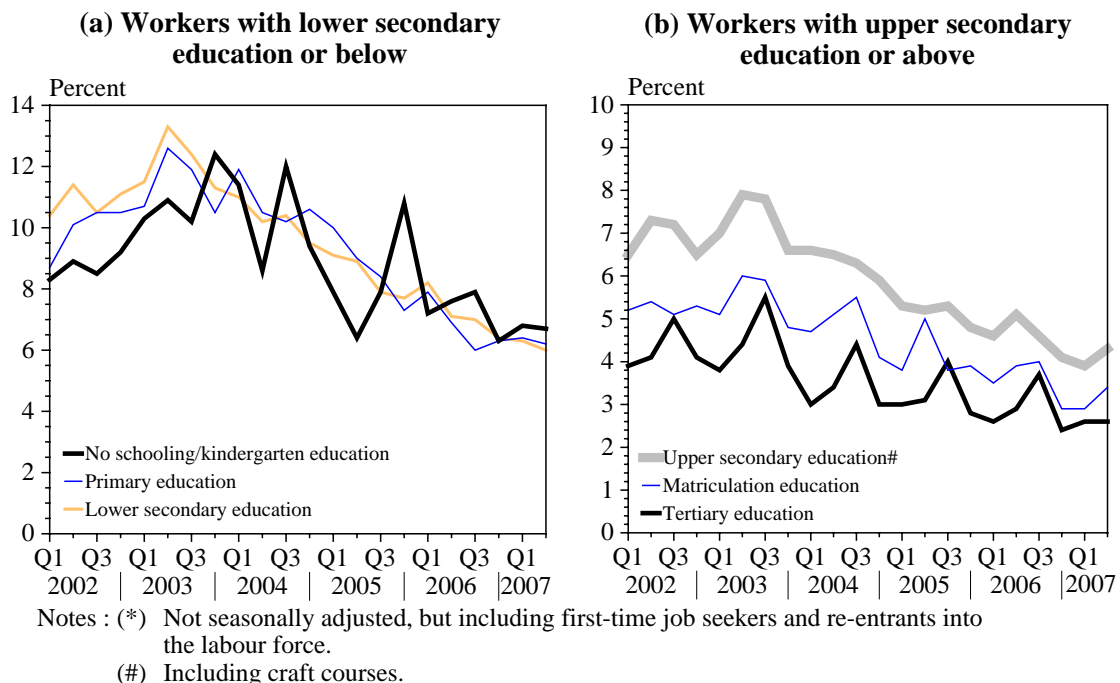 (a) Workers with lower secondary
education or below
Percent
14
12
10
8
6
4
2
0
No schooling/kindergarten education
Primary education
Lower secondary education
Q1 Q3 Q1 Q3 Q1 Q3 Q1 Q3 Q1 Q3 Q1
2002 2003 2004 2005 2006 2007
(b) Workers with upper secondary
education or above
Percent
10
9
8
7
6
5
4
3
2
1
0
Upper secondary education#
Matriculation education
Tertiary education
Q1 Q3 Q1 Q3 Q1 Q3 Q1 Q3 Q1 Q3 Q1
2002 2003 2004 2005 2006 2007
Notes : (*) Not seasonally adjusted, but including first-time job seekers and re-entrants into
the labour force.
(#) Including craft courses.